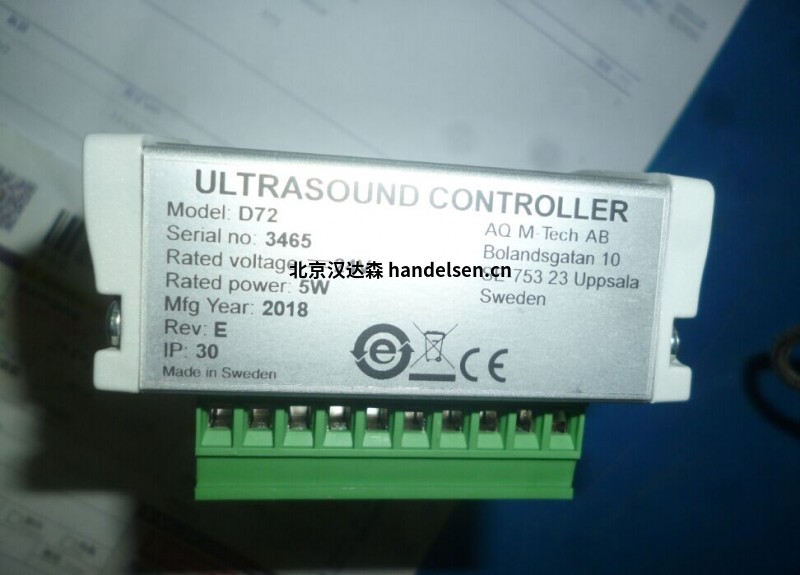 ULTRASOUND CONTROLLER
Model: D72
Serial no: 3465
Rated voltage:
Rated power: 5W
Mfg Year: 2018
Rev: E
IP: 30
Made in Sweden
AQ M-Tech AB
Bolandsgatan 10
753 23 Uppsala
Sweden
北京汉达森 handelsen.cn
e
CE